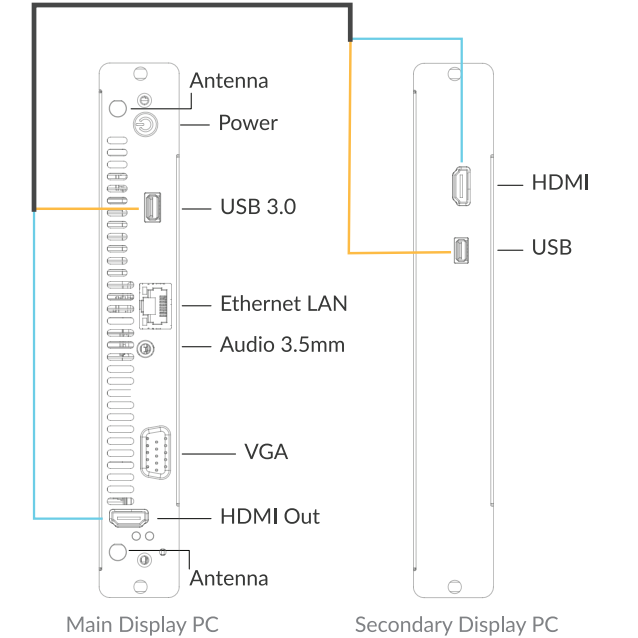 Antenna
Power
USB 3.0
Ethernet LAN
Audio 3.5mm
VGA
HDMI Out
Antenna
Main Display PC
HDMI
USB
Secondary Display PC